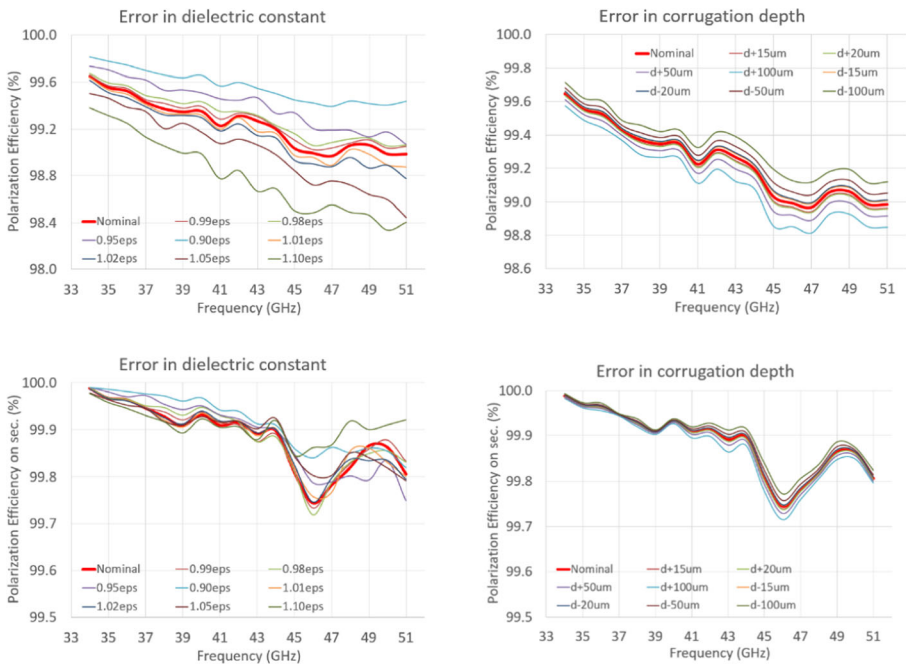 Error in dielectric constant
Polarization Efficiency (%)
100.0
99.6
99.2
98.8
98.4
98.0
Nominal 0.99eps 0.98eps
0.95eps 0.90eps 1.01eps
1.02eps 1.05eps 1.10eps
33 35 37 39 41 43 45 47 49 51
Frequency (GHz)
Error in corrugation depth
Polarization Efficiency (%)
100.0
99.8
99.6
99.4
99.2
99.0
98.8
98.6
Nominal d+15um d+20um
d+50um d+100um d-15um
d-20um d-50um d-100um
33 35 37 39 41 43 45 47 49 51
Frequency (GHz)
Error in dielectric constant
Polarization Efficiency on sec. (%)
100.0
99.9
99.8
99.7
99.6
99.5
Nominal 0.99eps 0.98eps
0.95eps 0.90eps 1.01eps
1.02eps 1.05eps 1.10eps
33 35 37 39 41 43 45 47 49 51
Frequency (GHz)
Error in corrugation depth
Polarization Efficiency on sec. (%)
100.0
99.9
99.8
99.7
99.6
99.5
Nominal d+15um d+20um
d+50um d+100um d-15um
d-20um d-50um d-100um
33 35 37 39 41 43 45 47 49 51
Frequency (GHz)